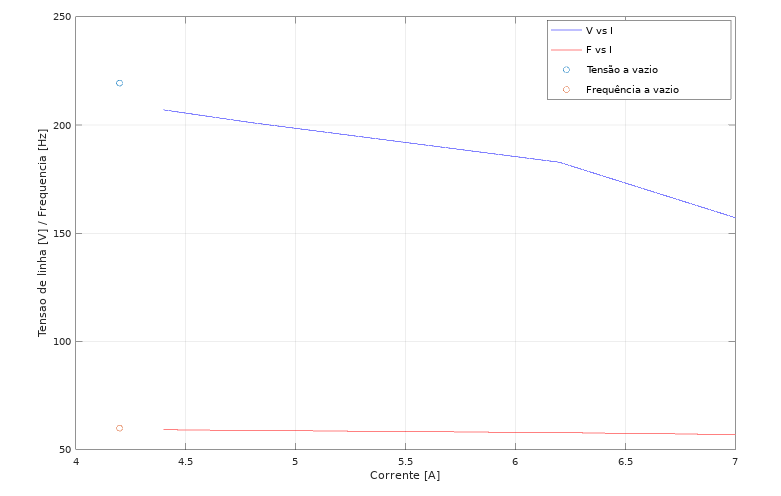 250
200
150
100
50
4
4.5
5
5.5
6
6.5
7
Corrente [A]
Tensao de linha [V] / Frequencia [Hz]
V vs I
F vs I
Tensão a vazio
Frequência a vazio